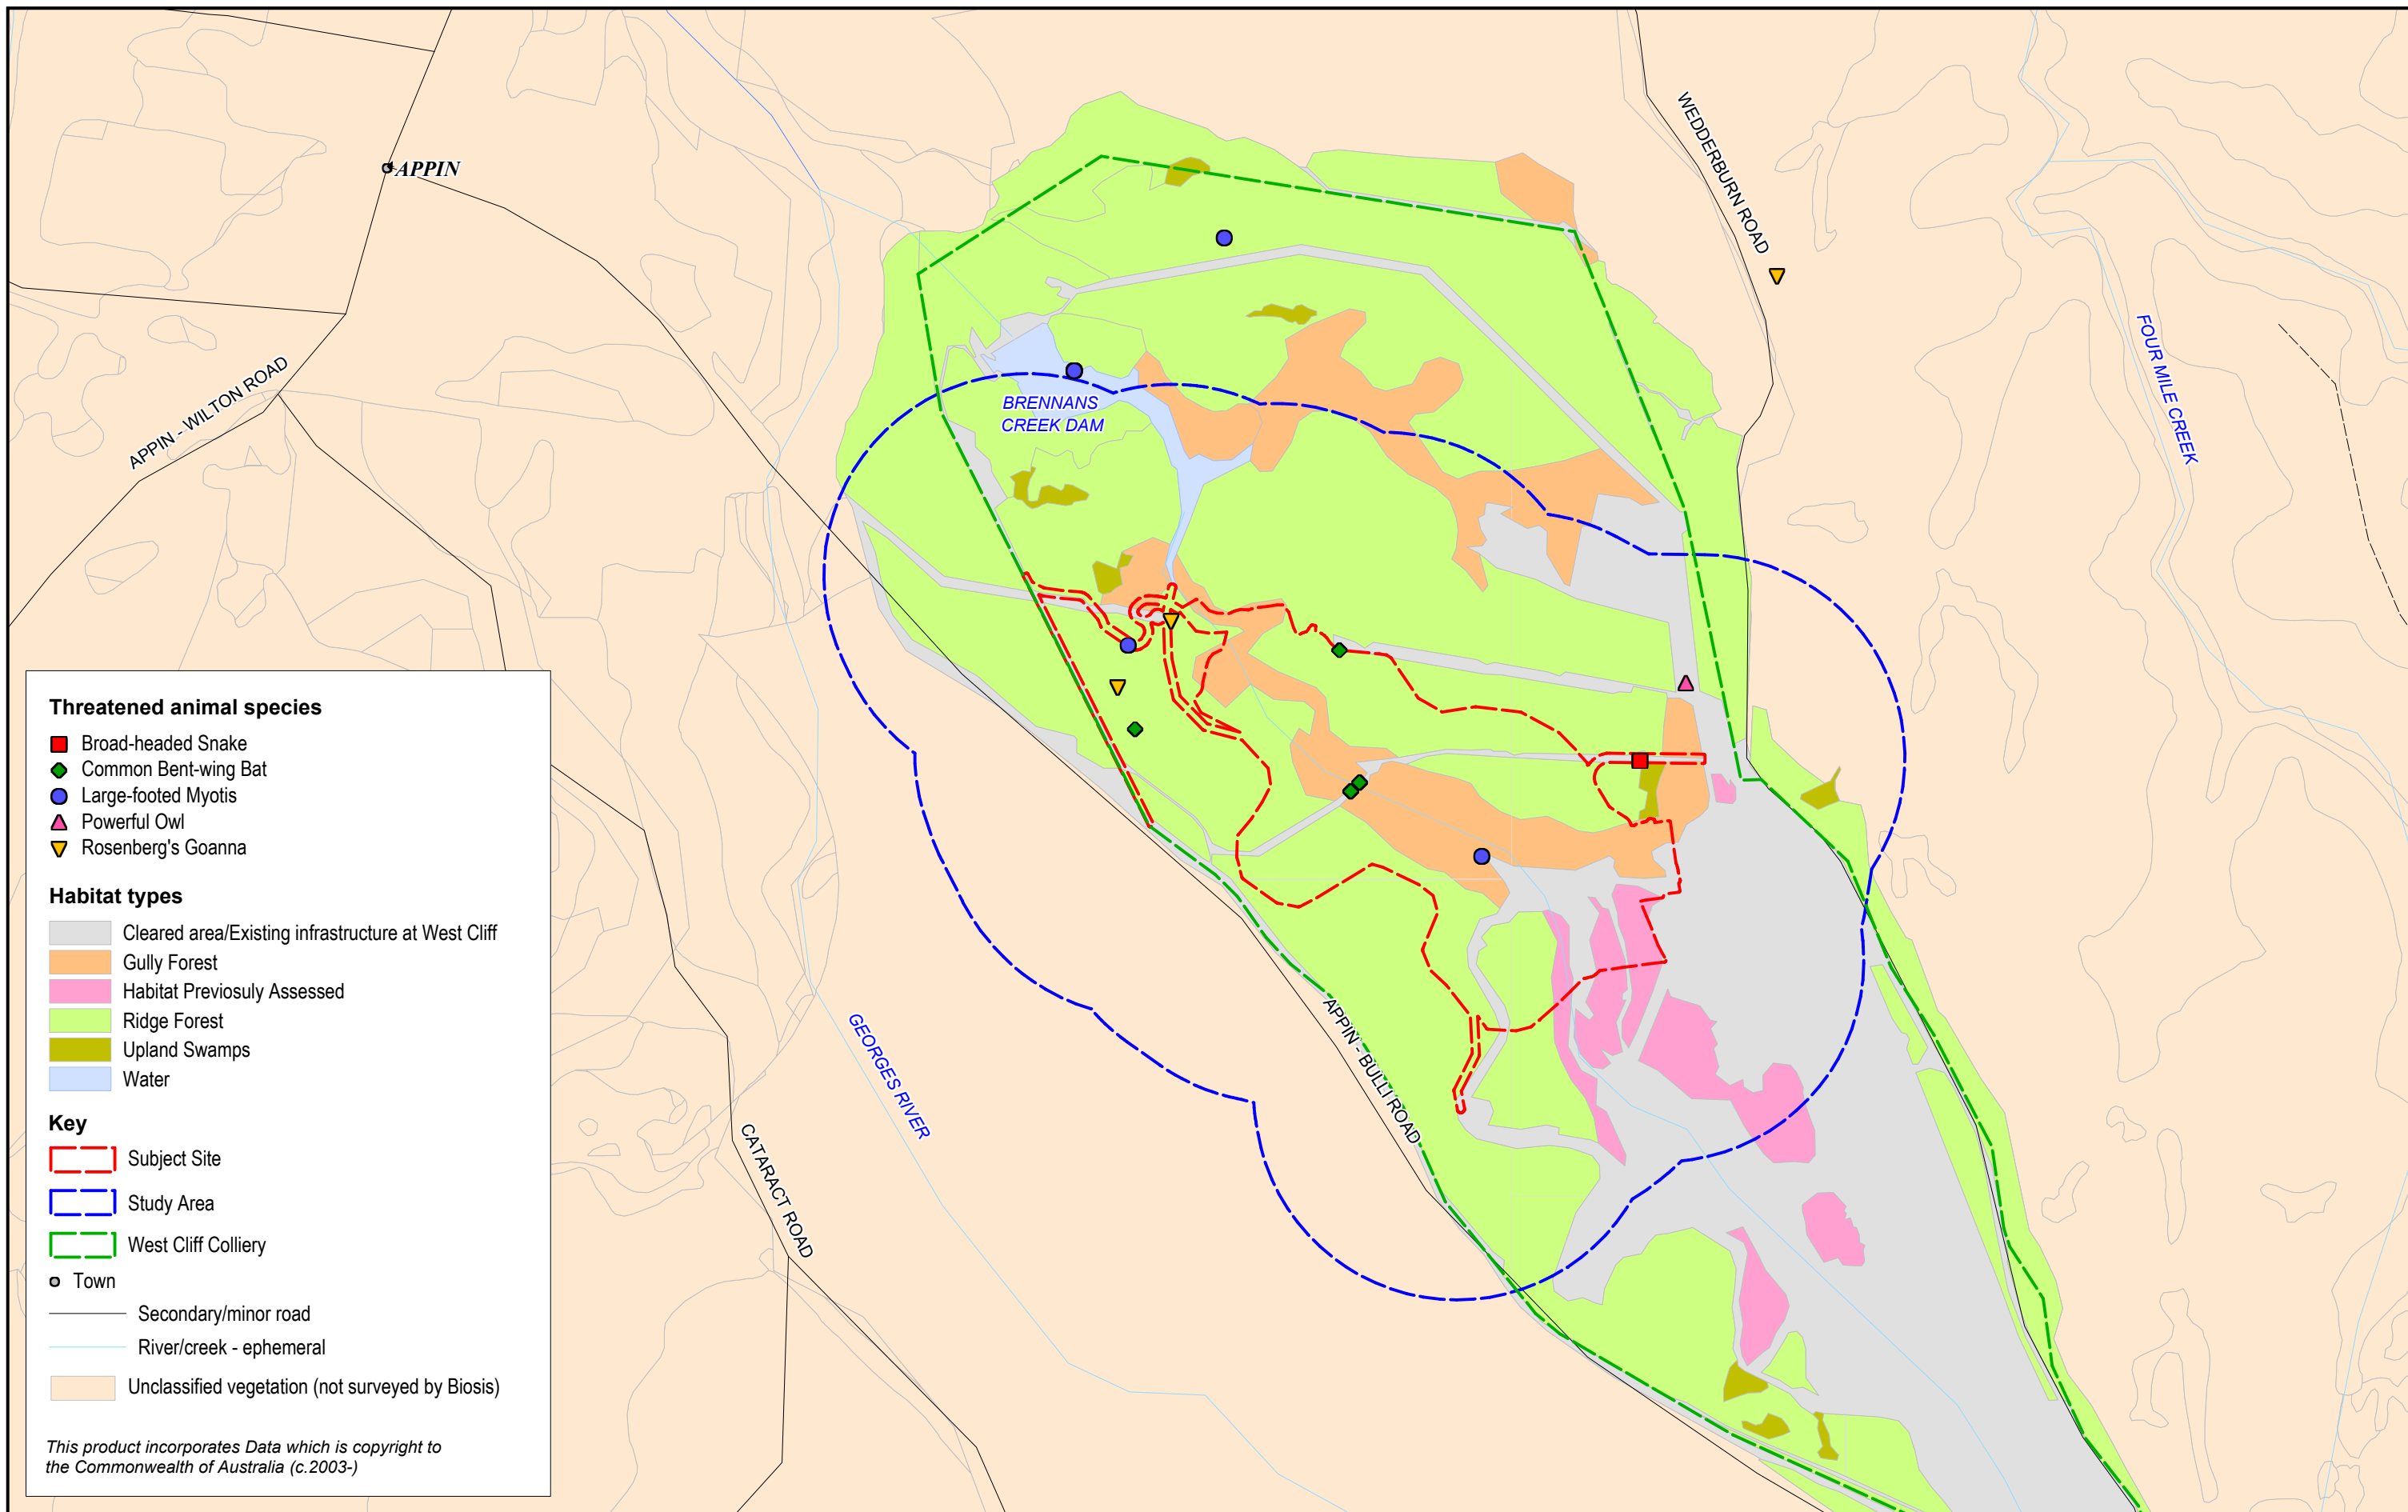 APPIN
WEDDERBURN ROAD
FOUR MILE CREEK
APPIN - WILTON ROAD
BRENNANS
CREEK DAM
GEORGES RIVER
APPIN - BULLI ROAD
CATARACT ROAD
Threatened animal species
Broad-headed Snake
Common Bent-wing Bat
Large-footed Myotis
Powerful Owl
Rosenberg's Goanna
Habitat types
Cleared area/Existing infrastructure at West Cliff
Gully Forest
Habitat Previosuly Assessed
Ridge Forest
Upland Swamps
Water
Key
Subject Site
Study Area
West Cliff Colliery
Town
Secondary/minor road
River/creek - ephemeral
Unclassified vegetation (not surveyed by Biosis)
This product incorporates Data which is copyright to
the Commonwealth of Australia (c.2003-)